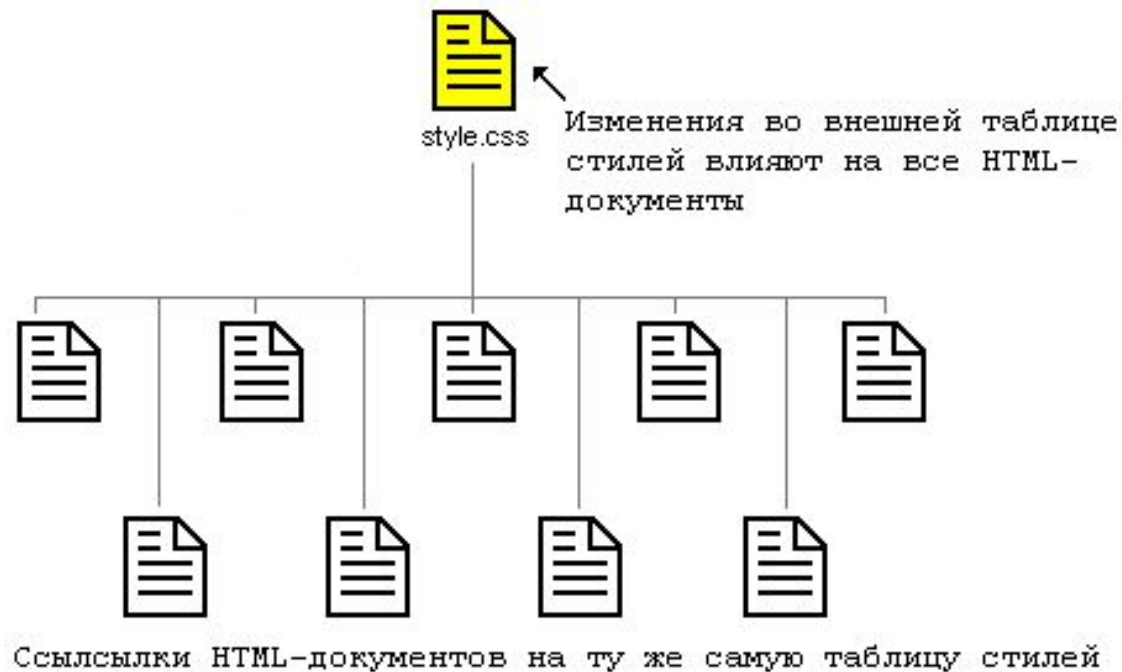 style.css
Изменения во внешней таблице
стилей влияют на все HTML-
документы
Ссылсылки HTML-документов на ту же самую таблицу стилей